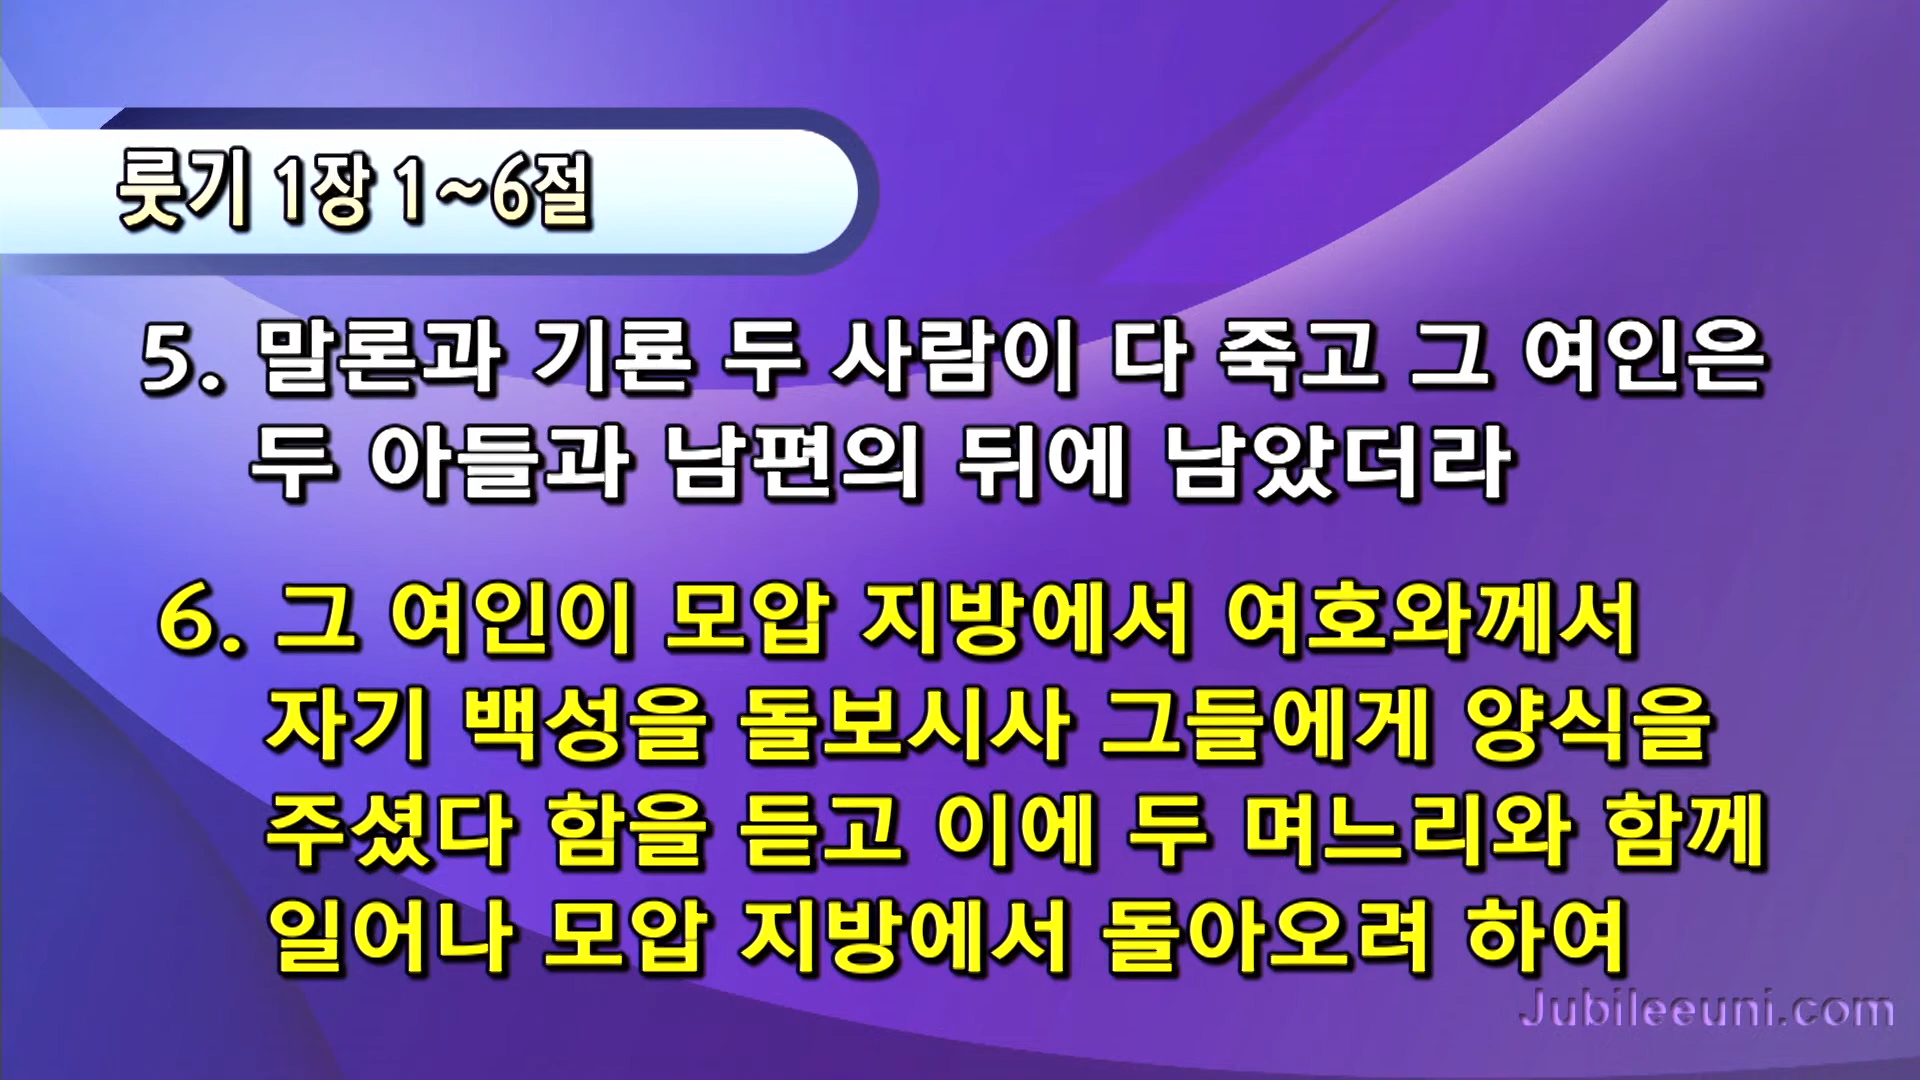 룻기 1장 1~6절
5. 말론과 기룐 두 사람이 다 죽고 그 여인은
두 아들과 남편의 뒤에 남았더라
6. 그 여인이 모압 지방에서 여호와께서
자기 백성을 돌보시사 그들에게 양식을
주셨다 함을 듣고 이에 두 며느리와 함께
일어나 모압 지방에서 돌아오려 하여
Jubileeuni.com